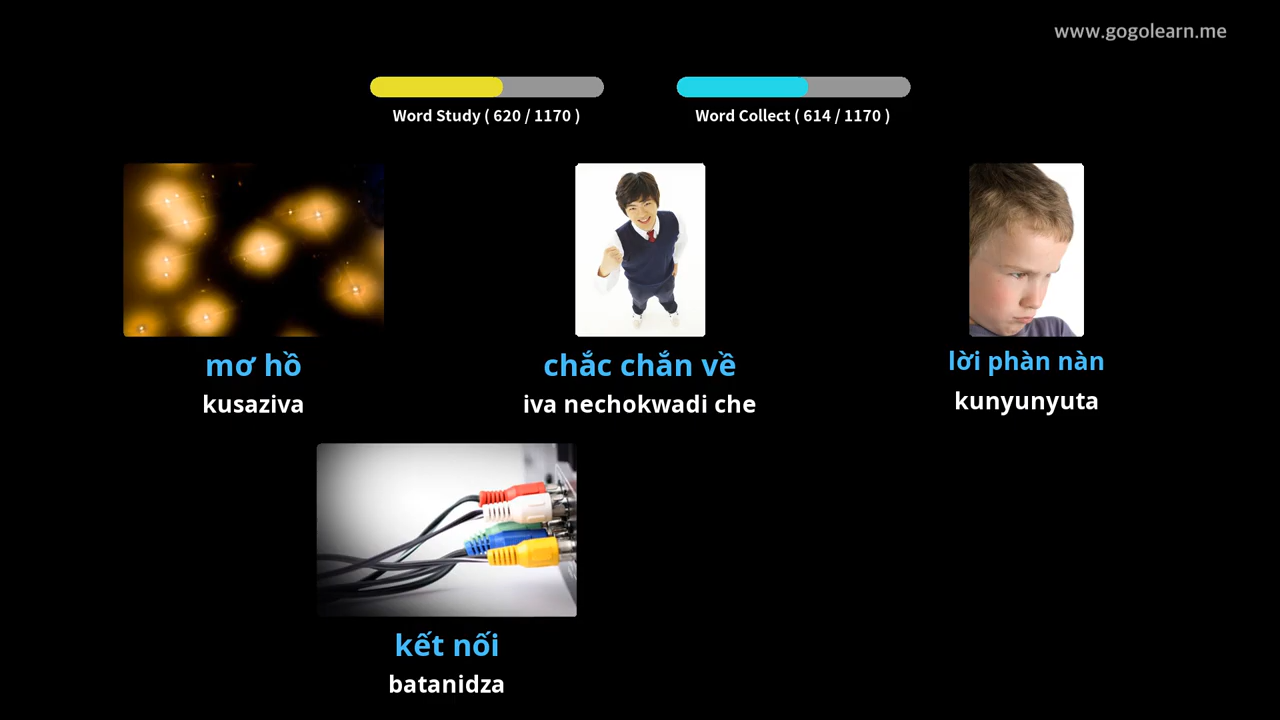 www.gogolearn.me
Word Study ( 620 / 1170 )
Word Collect ( 614 / 1170 )
mơ hồ
kusaziva
chắc chắn về
iva nechokwadi che
lời phàn nàn
kunyunyuta
kết nối
batanidza